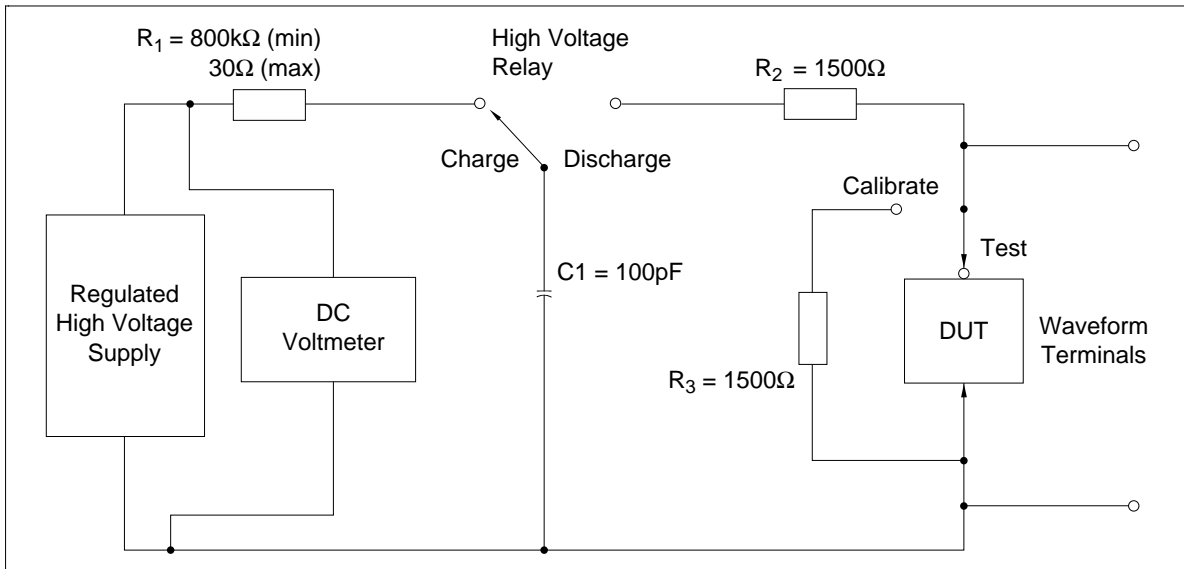 R1 = 800kΩ (min)
30Ω (max)
High Voltage
Relay
R2 = 1500Ω
Charge
Discharge
Calibrate
Test
C1 = 100pF
Regulated
High Voltage
Supply
DC
Voltmeter
DUT
Waveform
Terminals
R3 = 1500Ω